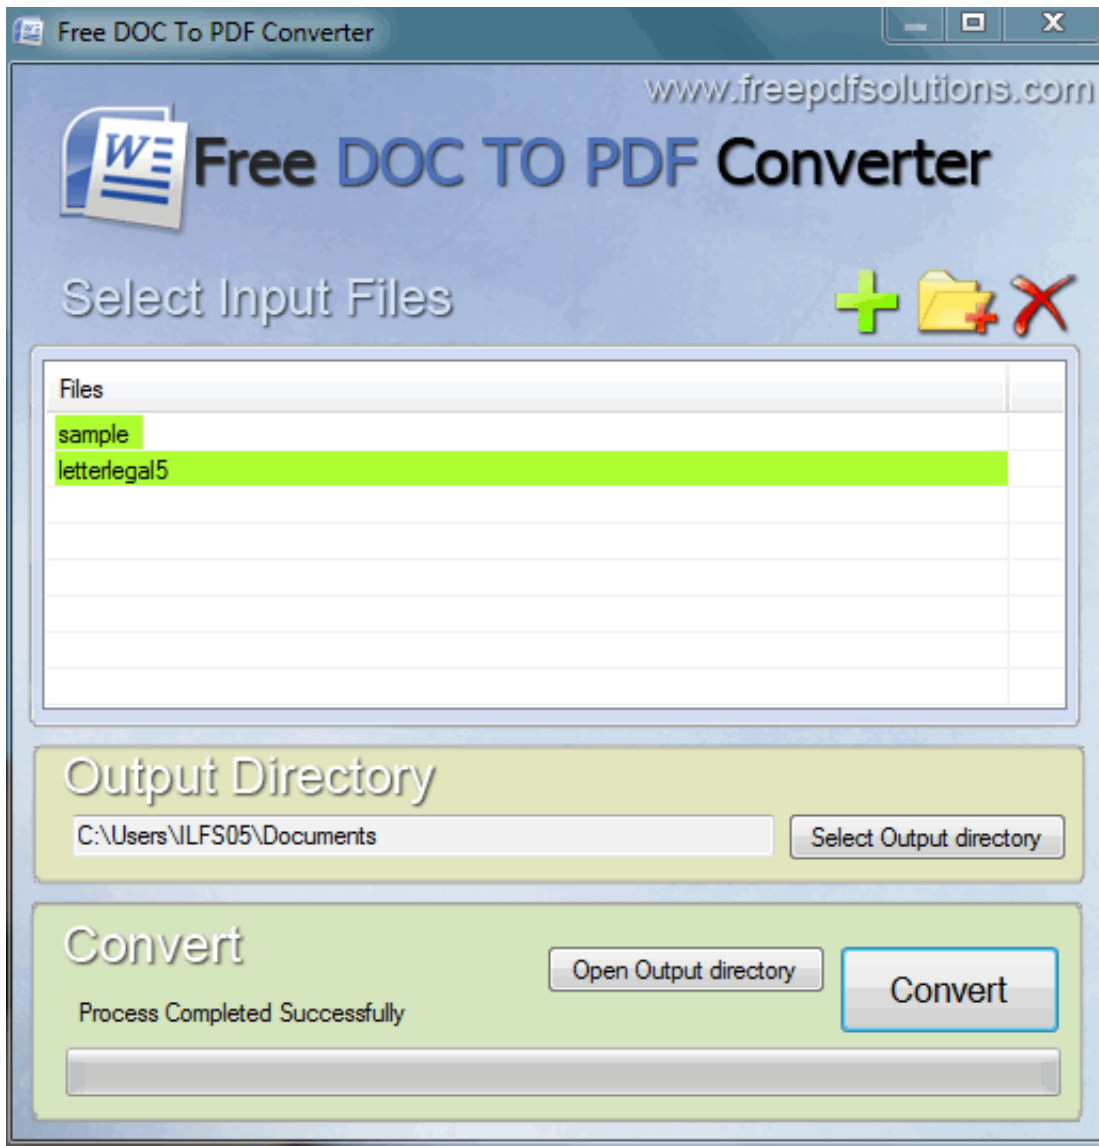 Free DOC To PDF Converter
www.freepdfsolutions.com
W
Free DOC TO PDF Converter
Select Input Files
Files
sample
letterlegal5
Output Directory
C:\Users\ILFS05\Documents
Select Output directory
Convert
Open Output directory
Convert
Process Completed Successfully